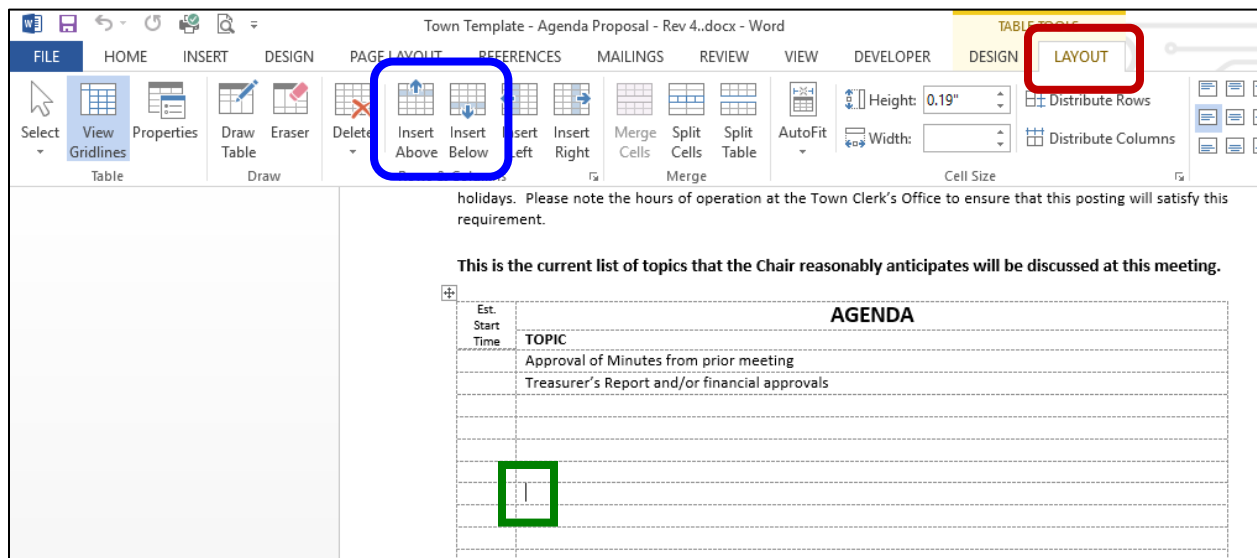 Town Template - Agenda Proposal - Rev 4..docx - Word
TABLE TOOLS
FILE HOME INSERT DESIGN PAGE LAYOUT REFERENCES MAILINGS REVIEW VIEW DEVELOPER DESIGN LAYOUT
Select View Gridlines Properties Draw Table Eraser Delete Insert Above Insert Below Insert Left Insert Right Merge Cells Split Cells Split Table AutoFit Height: 0.19" Width: Distribute Rows Distribute Columns
Table Draw Rows & Columns Merge Cell Size
holidays. Please note the hours of operation at the Town Clerk's Office to ensure that this posting will satisfy this
requirement.
This is the current list of topics that the Chair reasonably anticipates will be discussed at this meeting.
Est.
Start
Time
AGENDA
TOPIC
Approval of Minutes from prior meeting
Treasurer's Report and/or financial approvals